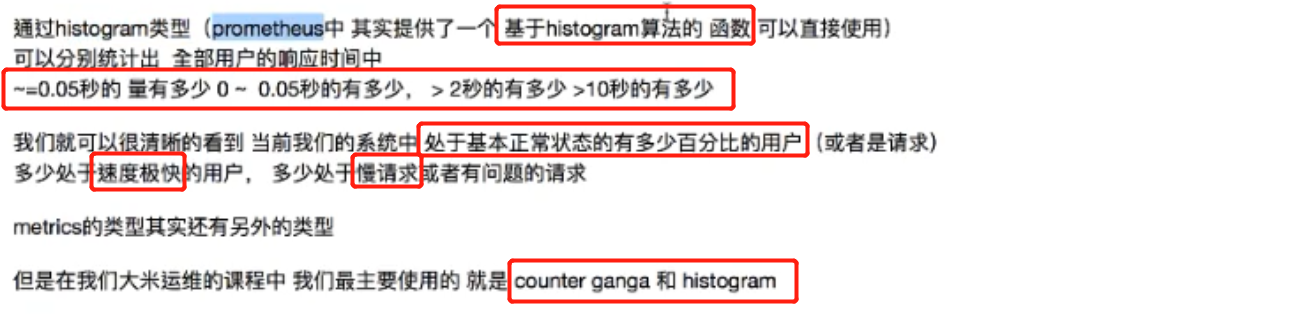 通过histogram类型（prometheus中 其实提供了一个 基于histogram算法的 函数 可以直接使用）
可以分别统计出 全部用户的响应时间中
~=0.05秒的 量有多少 0 ~ 0.05秒的有多少， > 2秒的有多少 >10秒的有多少
我们就可以很清晰的看到 当前我们的系统中 处于基本正常状态的有多少百分比的用户（或者是请求）
多少处于速度极快的用户， 多少处于慢请求或者有问题的请求
metrics的类型其实还有另外的类型
但是在我们大米运维的课程中 我们最主要使用的 就是 counter ganga 和 histogram